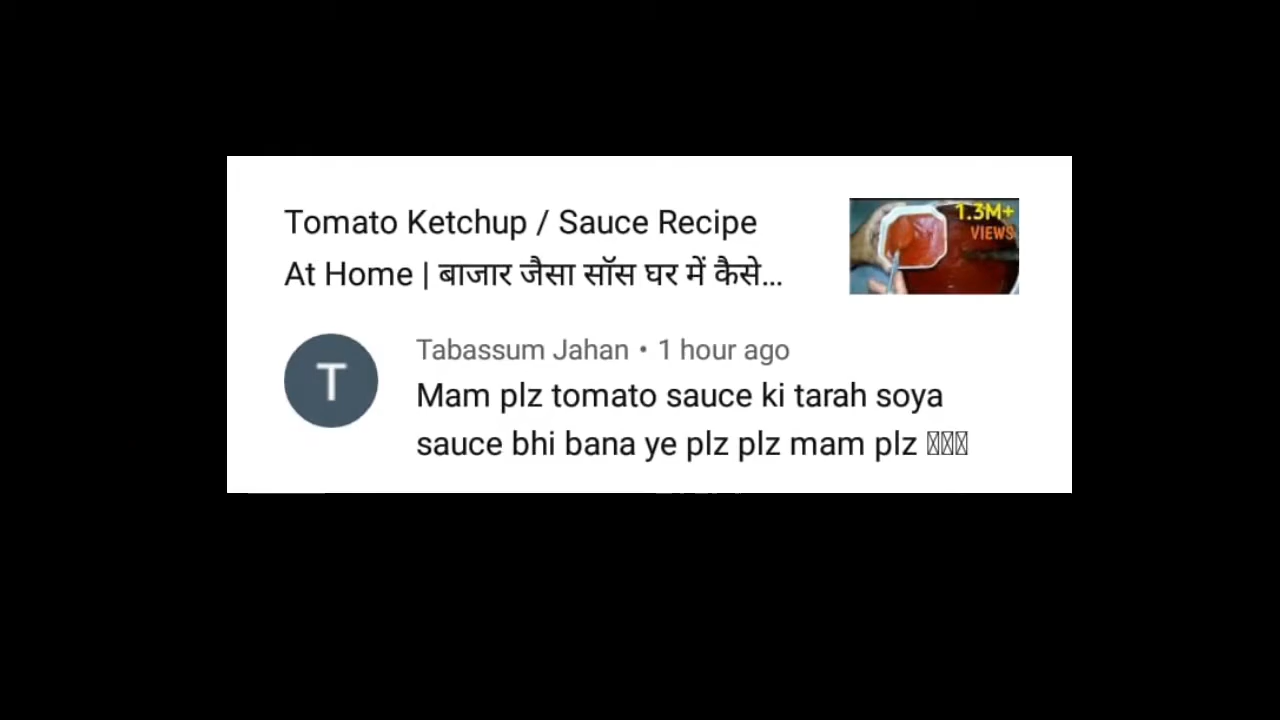 Tomato Ketchup / Sauce Recipe
At Home | बाजार जैसा सॉस घर में कैसे...
1.3M+
VIEWS
T
Tabassum Jahan • 1 hour ago
Mam plz tomato sauce ki tarah soya
sauce bhi bana ye plz plz mam plz